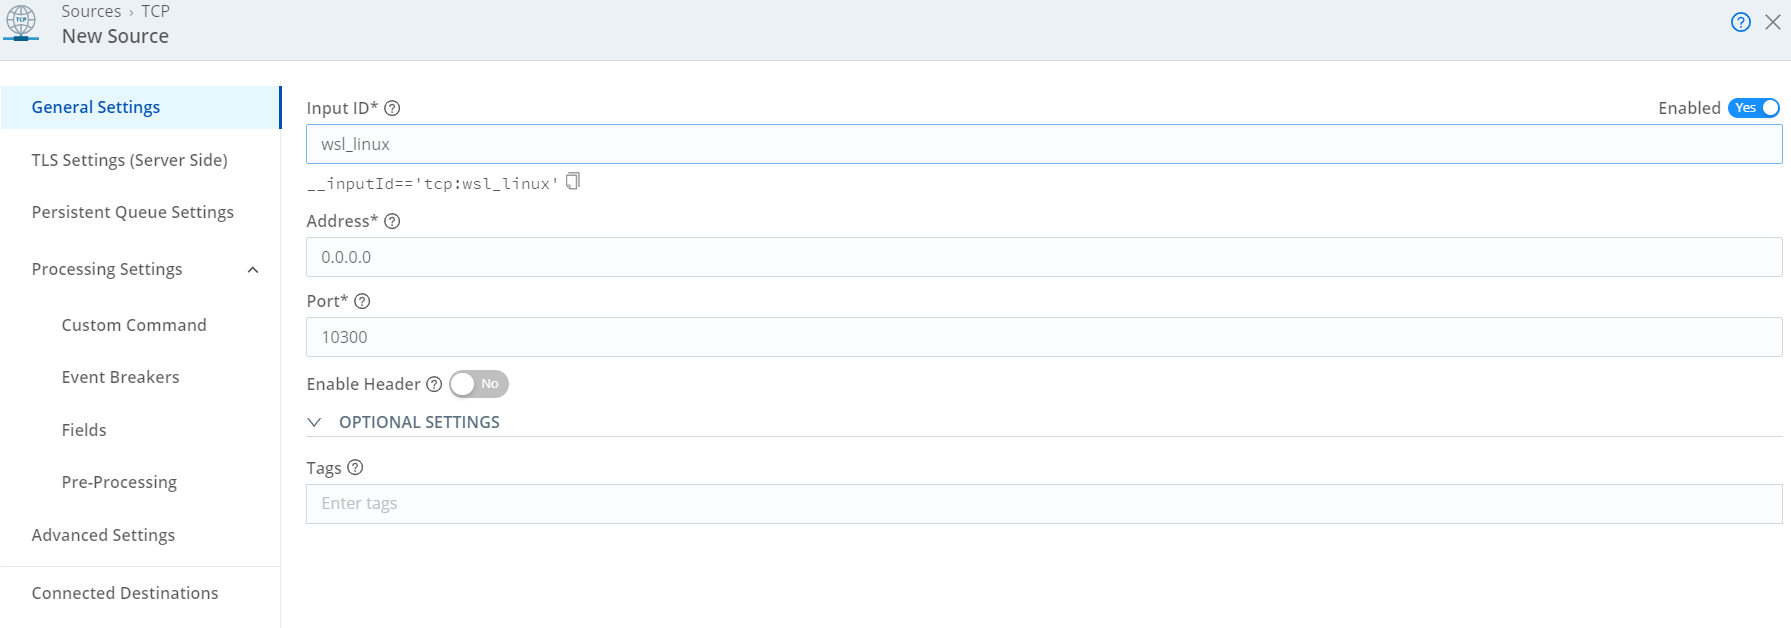 Sources › TCP
TCP
New Source
General Settings
TLS Settings (Server Side)
Persistent Queue Settings
Processing Settings
Custom Command
Event Breakers
Fields
Pre-Processing
Advanced Settings
Connected Destinations
Input ID*
Enabled Yes
wsl_linux
__inputId=='tcp:wsl_linux'
Address*
0.0.0.0
Port*
10300
Enable Header No
OPTIONAL SETTINGS
Tags
Enter tags